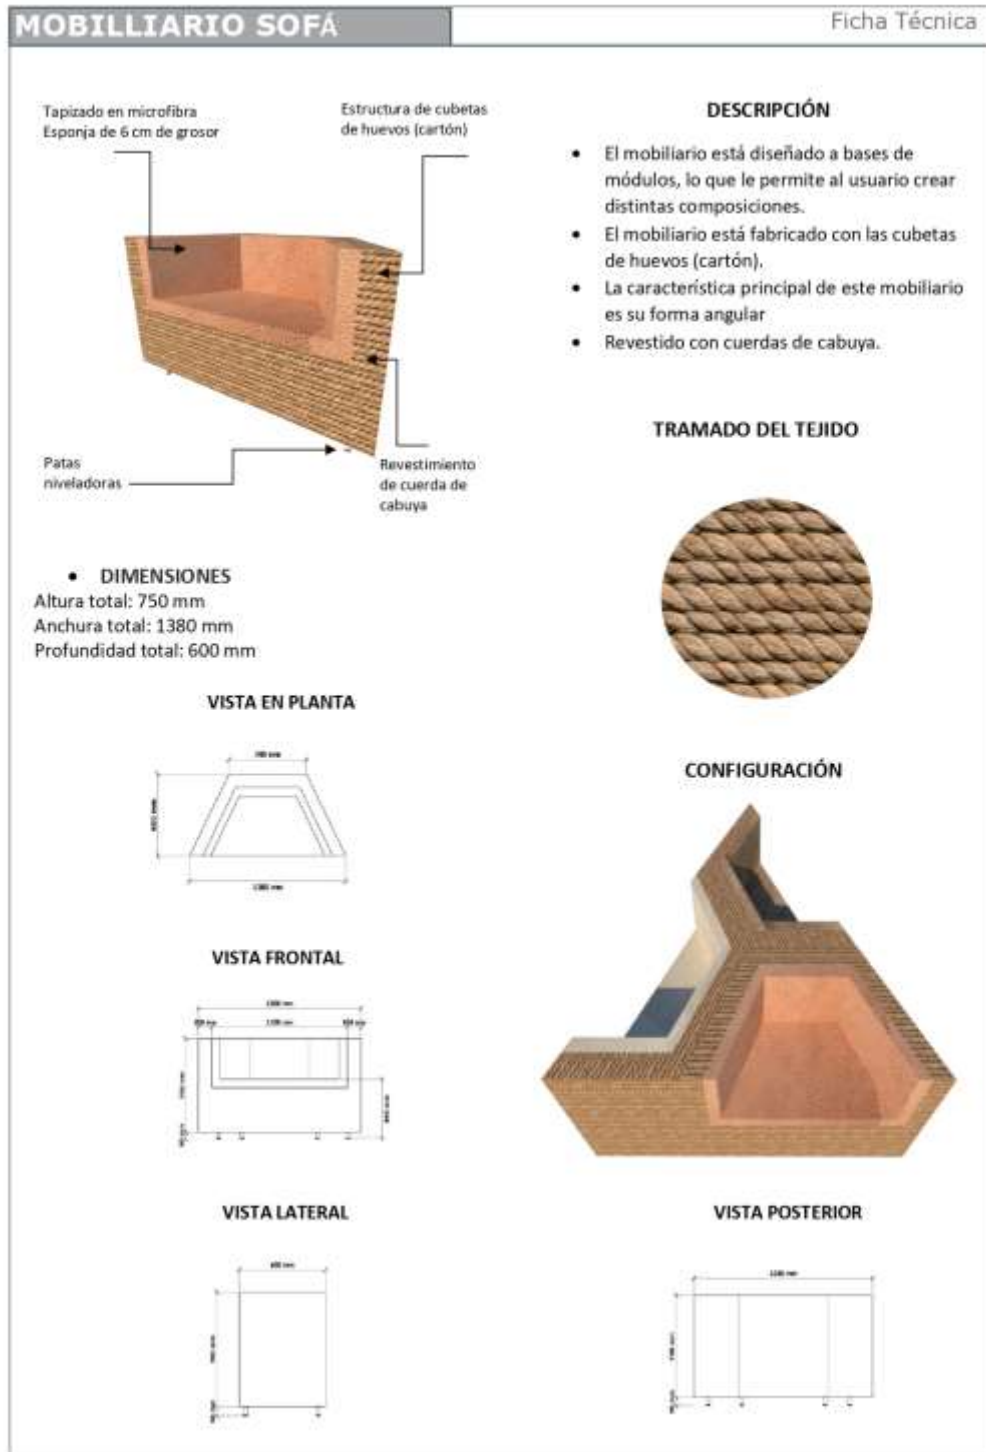 MOBILLIARIO SOFÁ
Ficha Técnica
Tapizado en microfibra
Esponja de 6 cm de grosor
Estructura de cubetas
de huevos (cartón)
Patas
niveladoras
Revestimiento
de cuerda de
cabuya
DESCRIPCIÓN
• El mobiliario está diseñado a bases de
módulos, lo que le permite al usuario crear
distintas composiciones.
• El mobiliario está fabricado con las cubetas
de huevos (cartón).
• La característica principal de este mobiliario
es su forma angular
• Revestido con cuerdas de cabuya.
TRAMADO DEL TEJIDO
• DIMENSIONES
Altura total: 750 mm
Anchura total: 1380 mm
Profundidad total: 600 mm
VISTA EN PLANTA
1380 mm
CONFIGURACIÓN
VISTA FRONTAL
VISTA LATERAL
600 mm
VISTA POSTERIOR